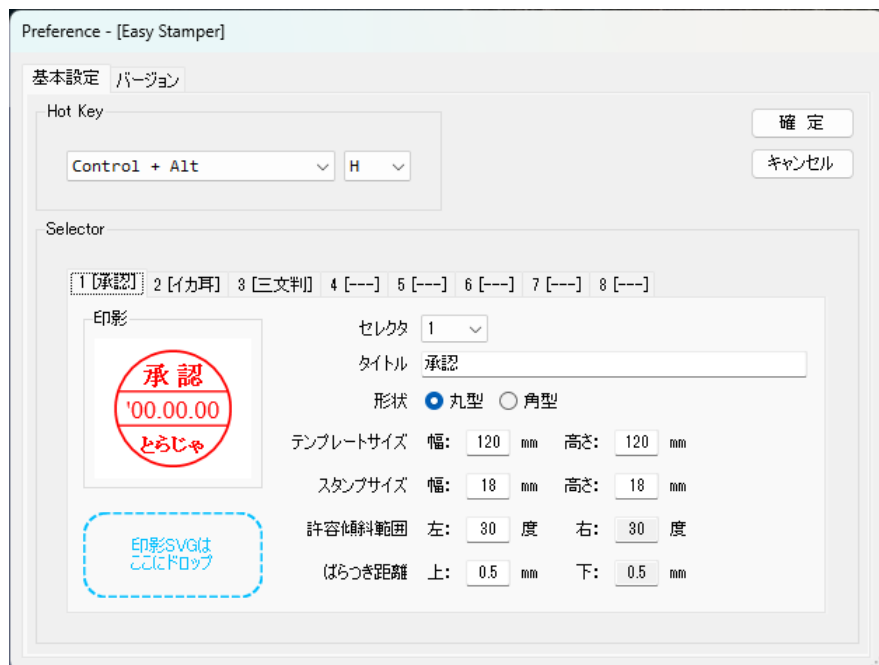 Preference - [Easy Stamper]
基本設定 バージョン
Hot Key
Control + Alt H
確 定
キャンセル
Selector
1 [承認] 2 [イカ耳] 3 [三文判] 4 [---] 5 [---] 6 [---] 7 [---] 8 [---]
印影
承認
'00.00.00
とらじゃ
印影SVGは
ここにドロップ
セレクタ 1
タイトル 承認
形状 丸型 角型
テンプレートサイズ 幅: 120 mm 高さ: 120 mm
スタンプサイズ 幅: 18 mm 高さ: 18 mm
許容傾斜範囲 左: 30 度 右: 30 度
ばらつき距離 上: 0.5 mm 下: 0.5 mm